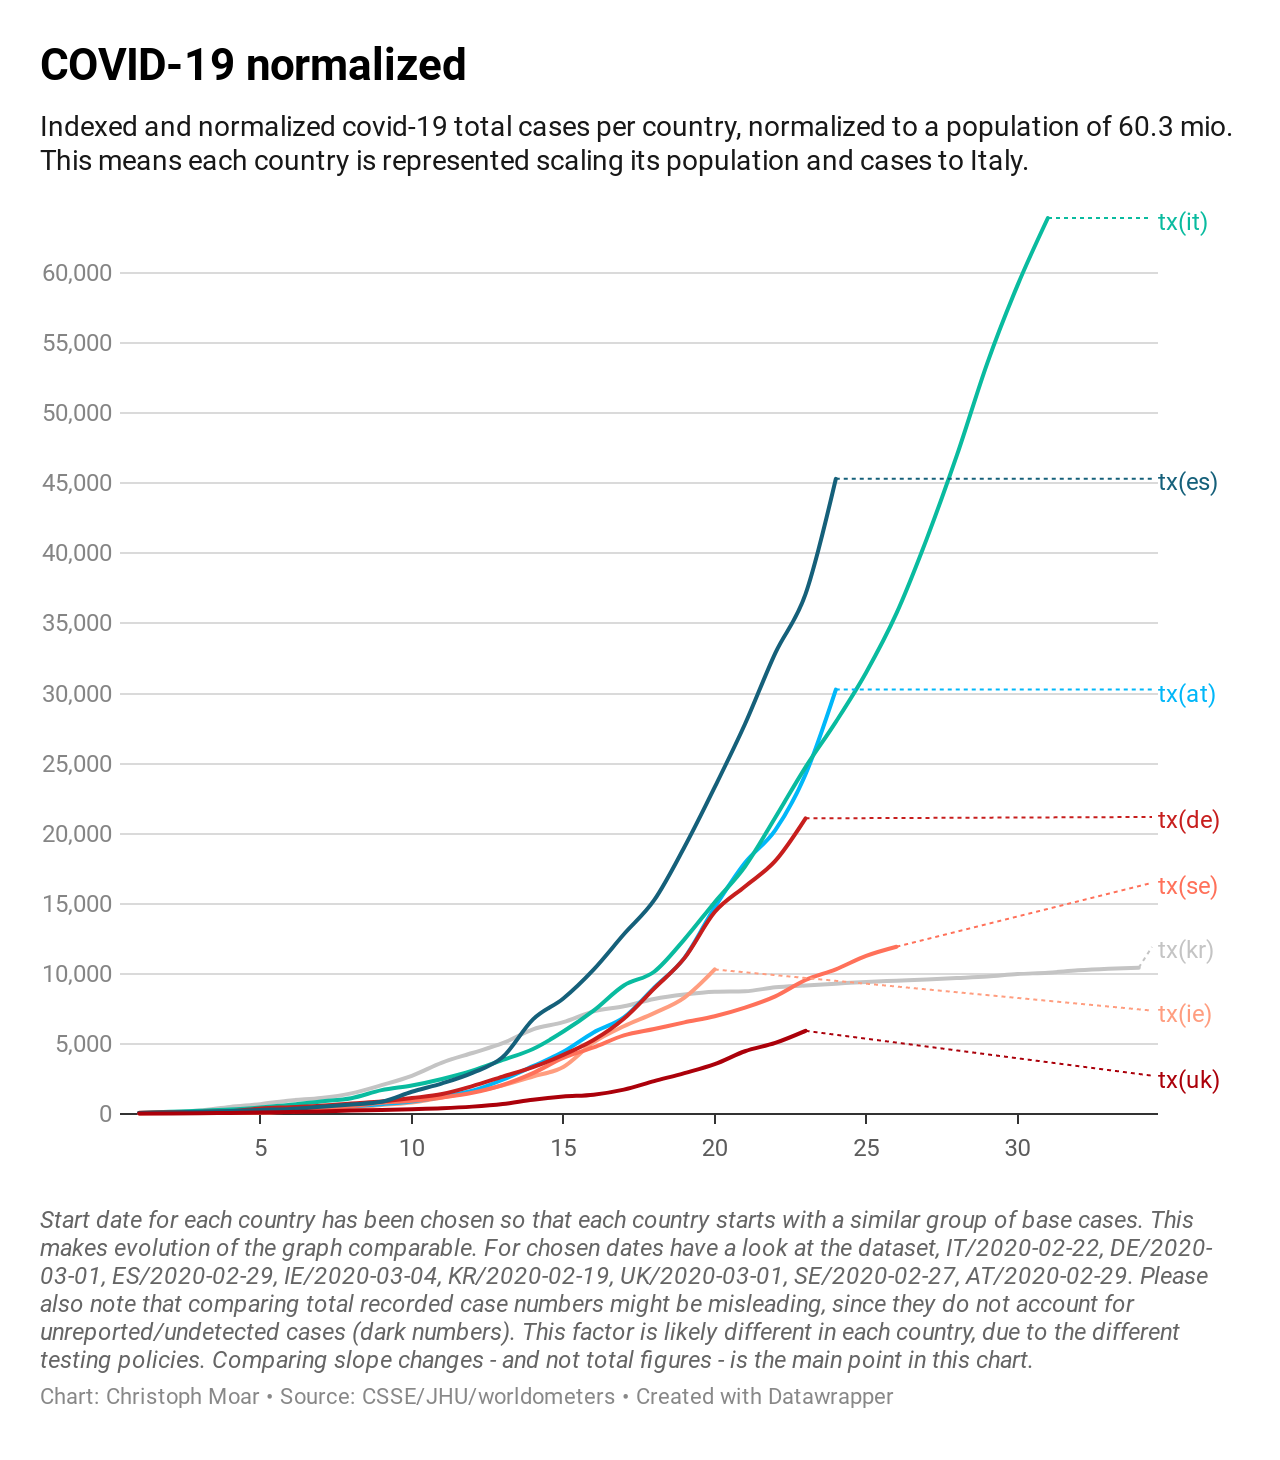 COVID-19 normalized
Indexed and normalized covid-19 total cases per country, normalized to a population of 60.3 mio.
This means each country is represented scaling its population and cases to Italy.
tx(it)
60,000
55,000
50,000
45,000
tx(es)
40,000
35,000
30,000
tx(at)
25,000
20,000
tx(de)
15,000
tx(se)
10,000
tx(kr)
tx(ie)
5,000
tx(uk)
0
5 10 15 20 25 30
Start date for each country has been chosen so that each country starts with a similar group of base cases. This
makes evolution of the graph comparable. For chosen dates have a look at the dataset, IT/2020-02-22, DE/2020-
03-01, ES/2020-02-29, IE/2020-03-04, KR/2020-02-19, UK/2020-03-01, SE/2020-02-27, AT/2020-02-29. Please
also note that comparing total recorded case numbers might be misleading, since they do not account for
unreported/undetected cases (dark numbers). This factor is likely different in each country, due to the different
testing policies. Comparing slope changes - and not total figures - is the main point in this chart.
Chart: Christoph Moar • Source: CSSE/JHU/worldometers • Created with Datawrapper